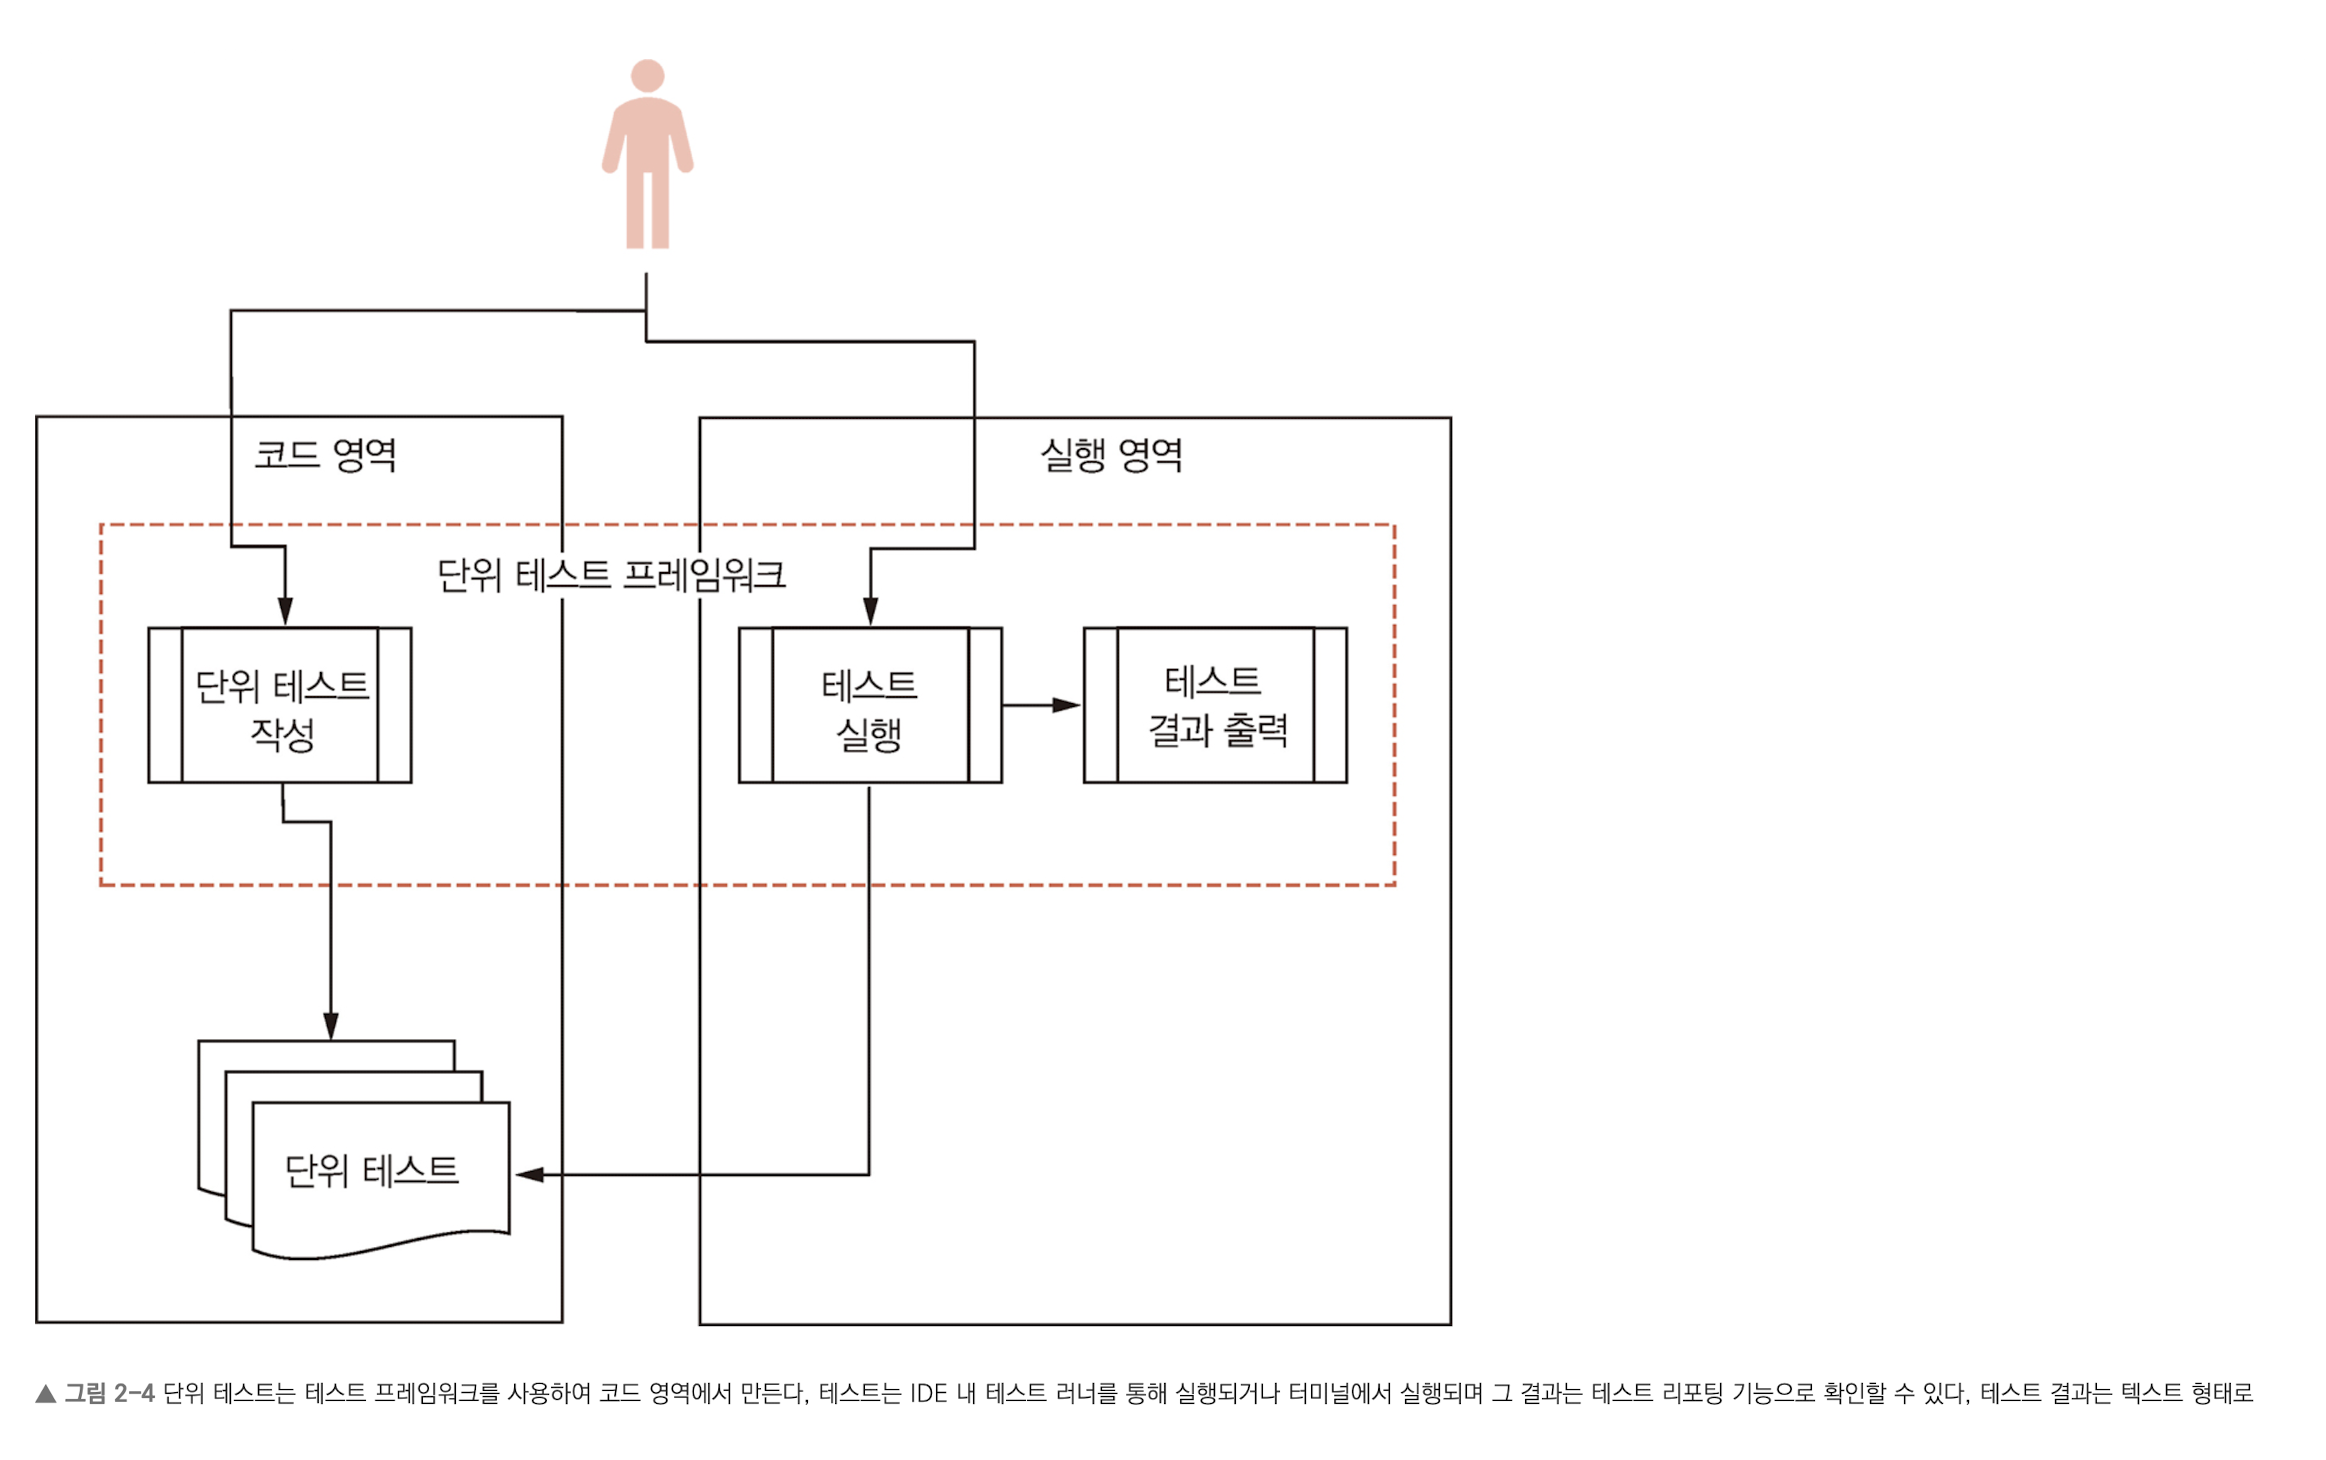 코드 영역
실행 영역
단위 테스트 프레임워크
단위 테스트
작성
테스트
실행
테스트
결과 출력
단위 테스트
▲ 그림 2-4 단위 테스트는 테스트 프레임워크를 사용하여 코드 영역에서 만든다, 테스트는 IDE 내 테스트 러너를 통해 실행되거나 터미널에서 실행되며 그 결과는 테스트 리포팅 기능으로 확인할 수 있다, 테스트 결과는 텍스트 형태로